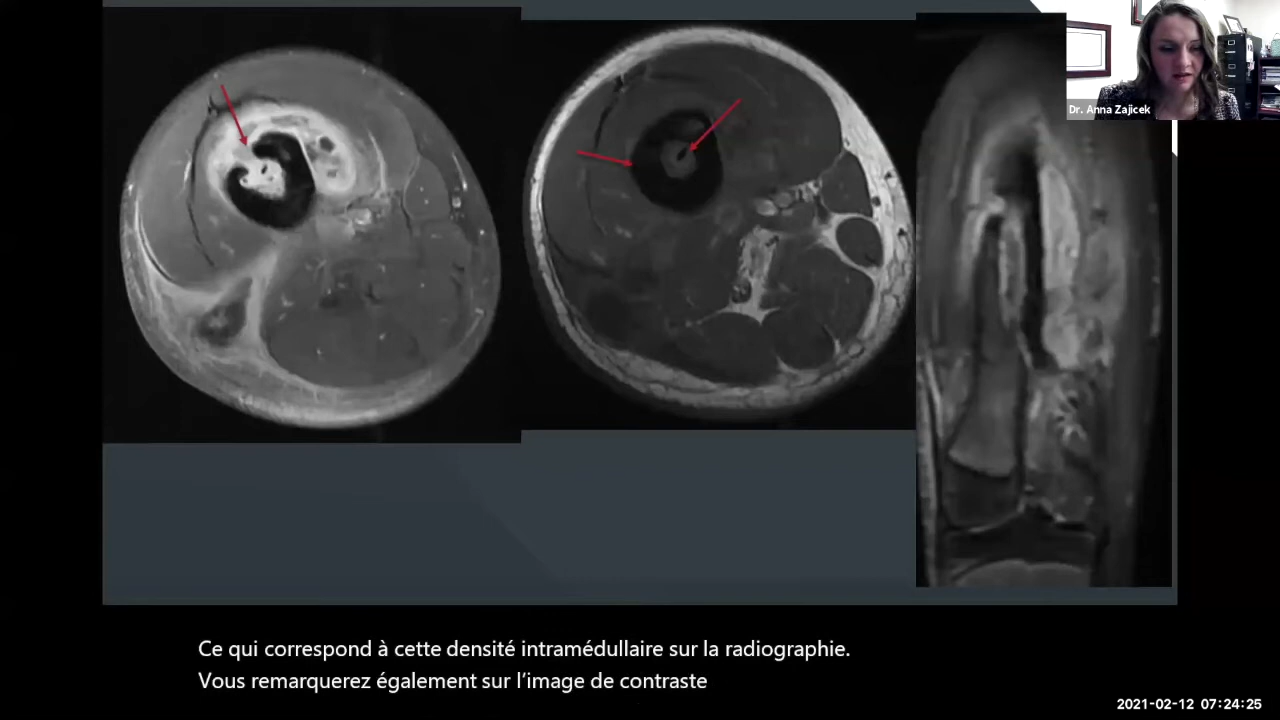 Dr. Anna Zajicek
Ce qui correspond à cette densité intramédullaire sur la radiographie.
Vous remarquerez également sur l’image de contraste
2021-02-12 07:24:25